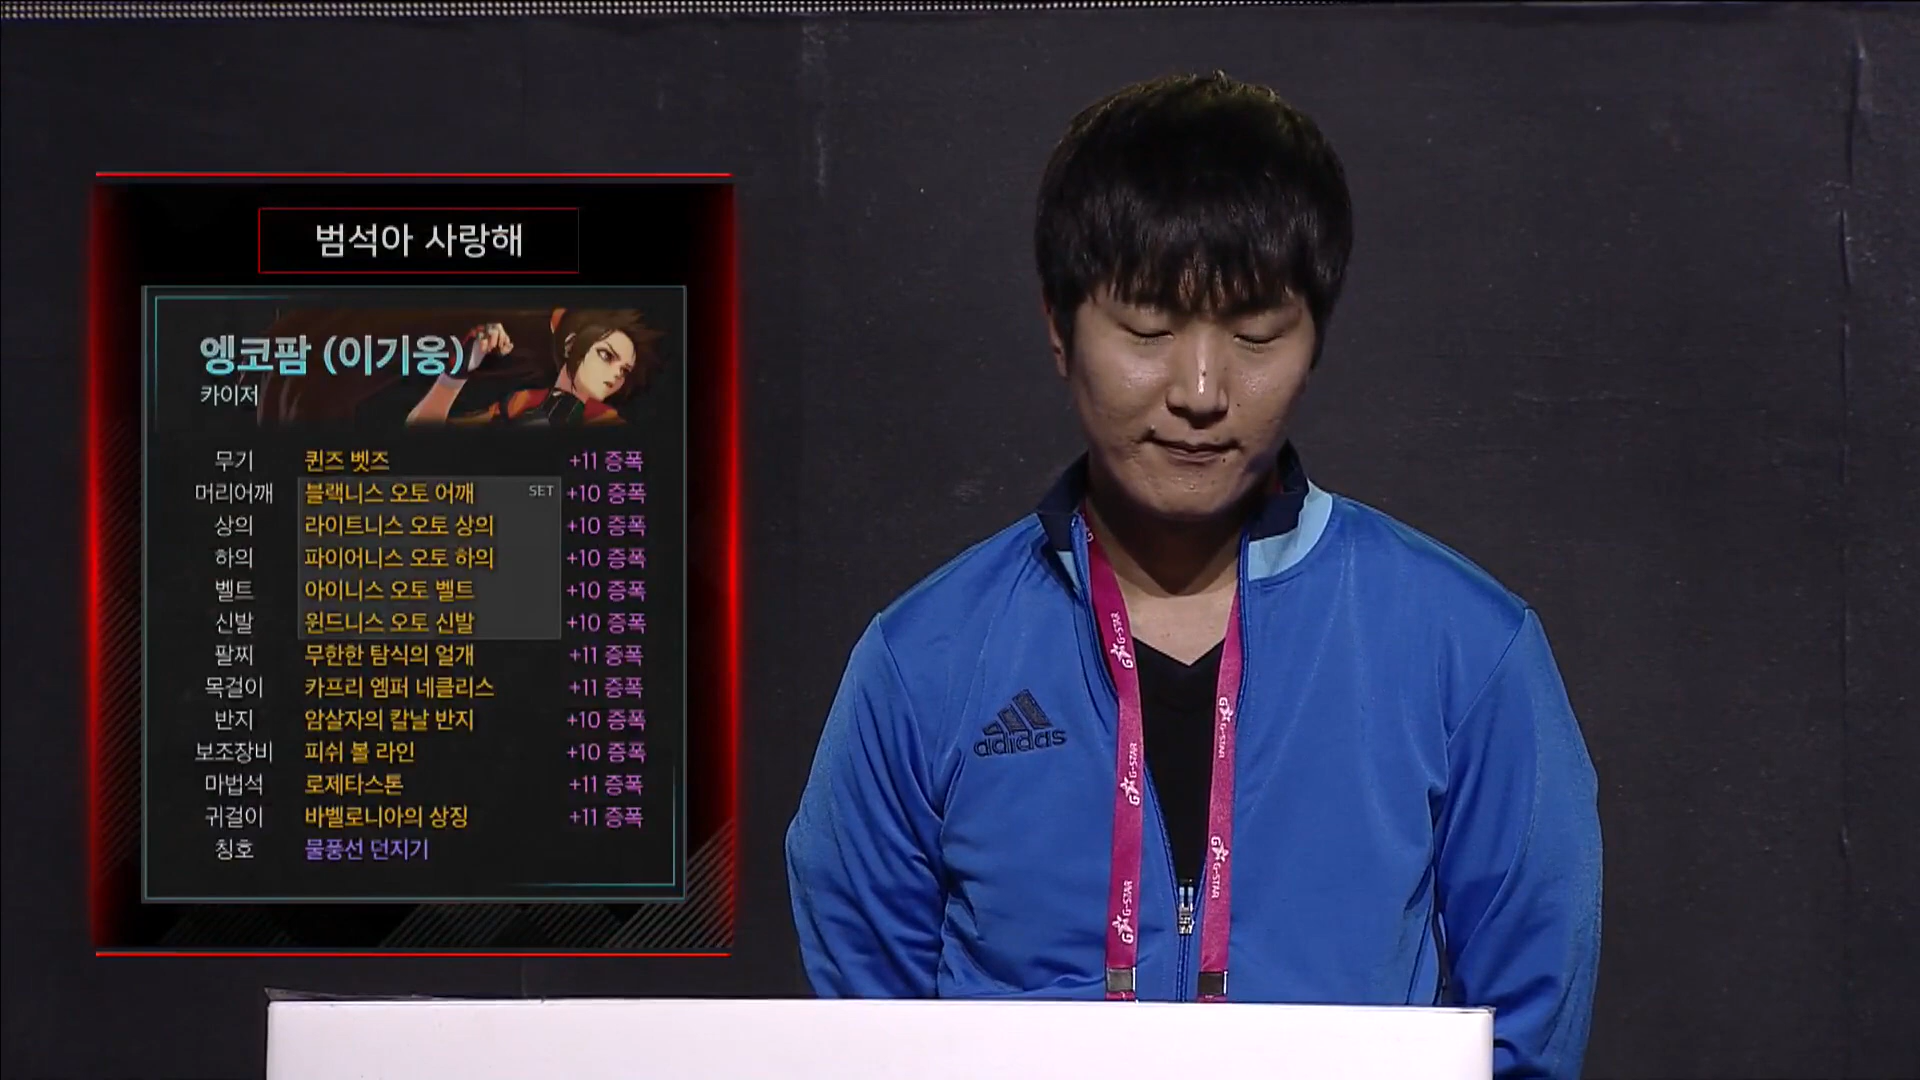 범석아 사랑해
엥코팜 (이기웅)
카이저
무기 퀸즈 벳즈 +11 증폭
머리어깨 블랙니스 오토 어깨 SET +10 증폭
상의 라이트니스 오토 상의 +10 증폭
하의 파이어니스 오토 하의 +10 증폭
벨트 아이니스 오토 벨트 +10 증폭
신발 윈드니스 오토 신발 +10 증폭
팔찌 무한한 탐식의 얼개 +11 증폭
목걸이 카프리 엠퍼 네클리스 +11 증폭
반지 암살자의 칼날 반지 +10 증폭
보조장비 피쉬 볼 라인 +10 증폭
마법석 로제타스톤 +11 증폭
귀걸이 바벨로니아의 상징 +11 증폭
칭호 물풍선 던지기
adidas
G-STAR
G-STAR
G-STAR
G-STAR
G-STAR